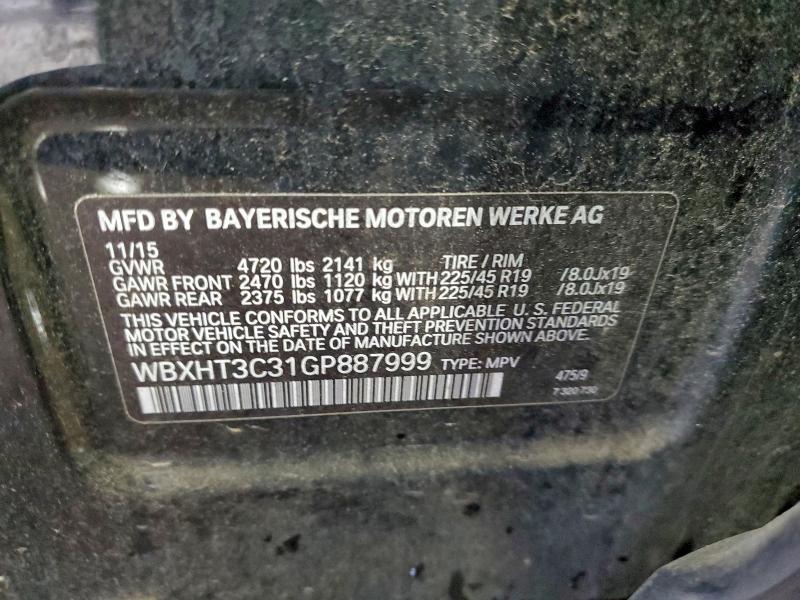 MFD BY BAYERISCHE MOTOREN WERKE AG
11/15
GVWR 4720 lbs 2141 kg TIRE / RIM
GAWR FRONT 2470 lbs 1120 kg WITH 225/45 R19 /8.0Jx19
GAWR REAR 2375 lbs 1077 kg WITH 225/45 R19 /8.0Jx19
THIS VEHICLE CONFORMS TO ALL APPLICABLE U. S. FEDERAL
MOTOR VEHICLE SAFETY AND THEFT PREVENTION STANDARDS
IN EFFECT ON THE DATE OF MANUFACTURE SHOWN ABOVE.
WBXHT3C31GP887999 TYPE: MPV
475/9
7 320 730